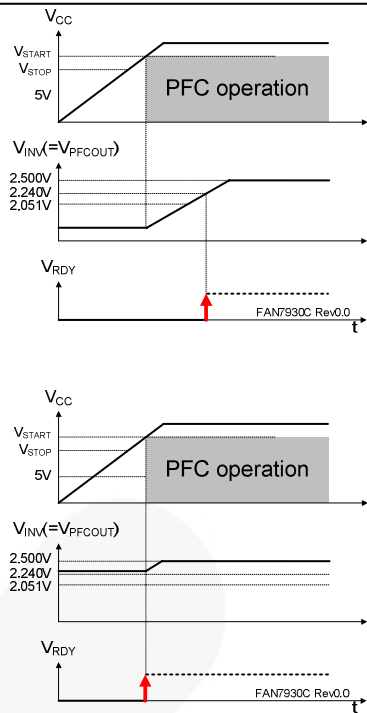 VCC
VSTART
VSTOP
5V
PFC operation
VINV(=VPFCOUT)
2.500V
2.240V
2.051V
VRDY
FAN7930C Rev0.0
t
VCC
VSTART
VSTOP
5V
PFC operation
VINV(=VPFCOUT)
2.500V
2.240V
2.051V
VRDY
FAN7930C Rev0.0
t